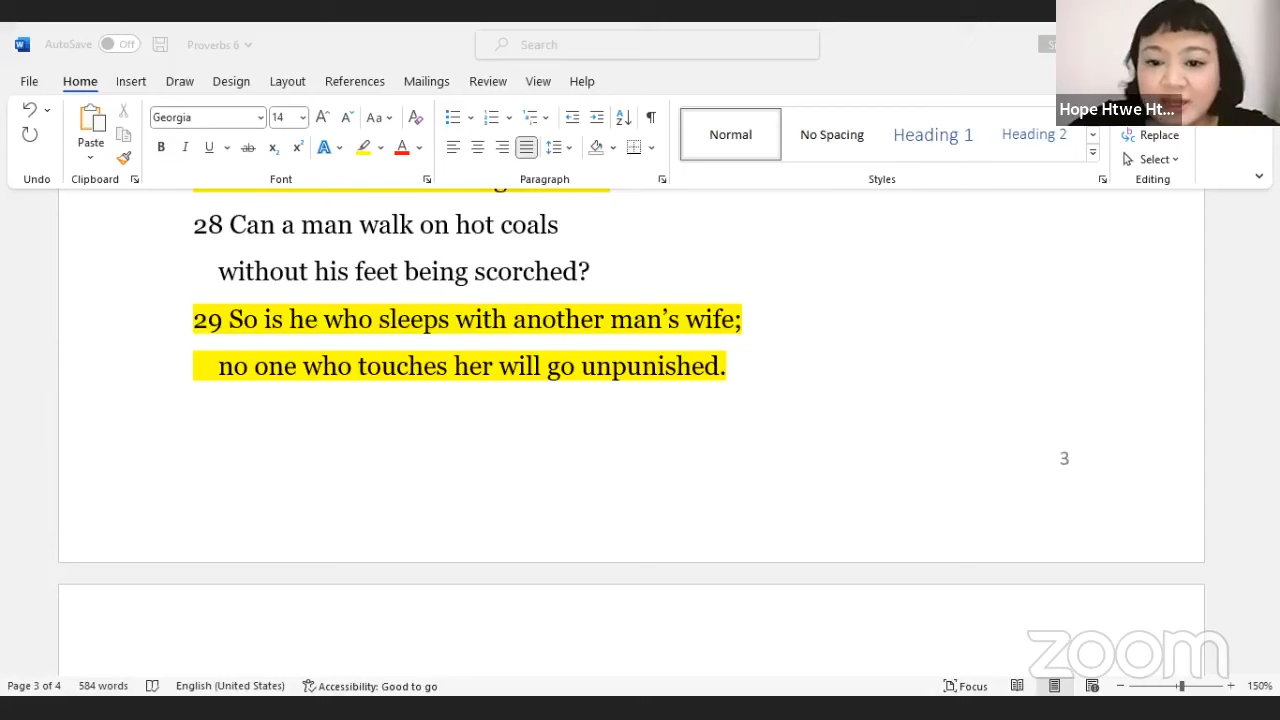 AutoSave Off Proverbs 6 Search
File Home Insert Draw Design Layout References Mailings Review View Help
Hope Htwe Ht...
Georgia 14 Aa
Paste Normal No Spacing Heading 1 Heading 2 Replace
B I U ab x₂ x² A A Select
Undo Clipboard Font Paragraph Styles Editing
28 Can a man walk on hot coals
without his feet being scorched?
29 So is he who sleeps with another man’s wife;
no one who touches her will go unpunished.
3
zoom
Page 3 of 4 584 words English (United States) Accessibility: Good to go Focus 150%